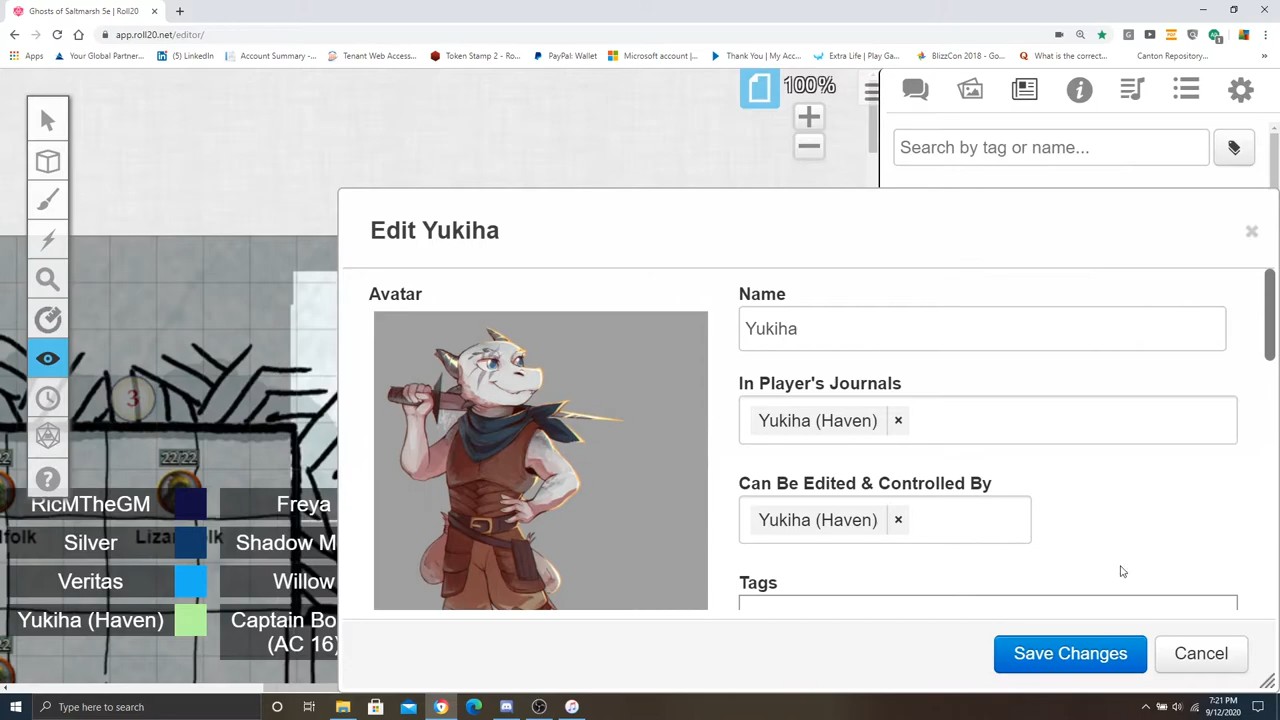 Ghosts of Saltmarsh 5e | Roll20
app.roll20.net/editor/
Apps
Your Global Partner...
(5) LinkedIn
Account Summary -...
Tenant Web Access...
Token Stamp 2 - Ro...
PayPal: Wallet
Microsoft account |...
Thank You | My Acc...
Extra Life | Play Ga...
BlizzCon 2018 - Go...
What is the correct...
Canton Repository...
100%
Search by tag or name...
Edit Yukiha
Avatar
Name
Yukiha
In Player's Journals
Yukiha (Haven) ×
Can Be Edited & Controlled By
Yukiha (Haven) ×
Tags
Save Changes
Cancel
3
22/22
RicMTheGM
Freya
Silver
Shadow M
Veritas
Willow
Yukiha (Haven)
Captain Bo
(AC 16)
Type here to search
7:21 PM
9/12/2020